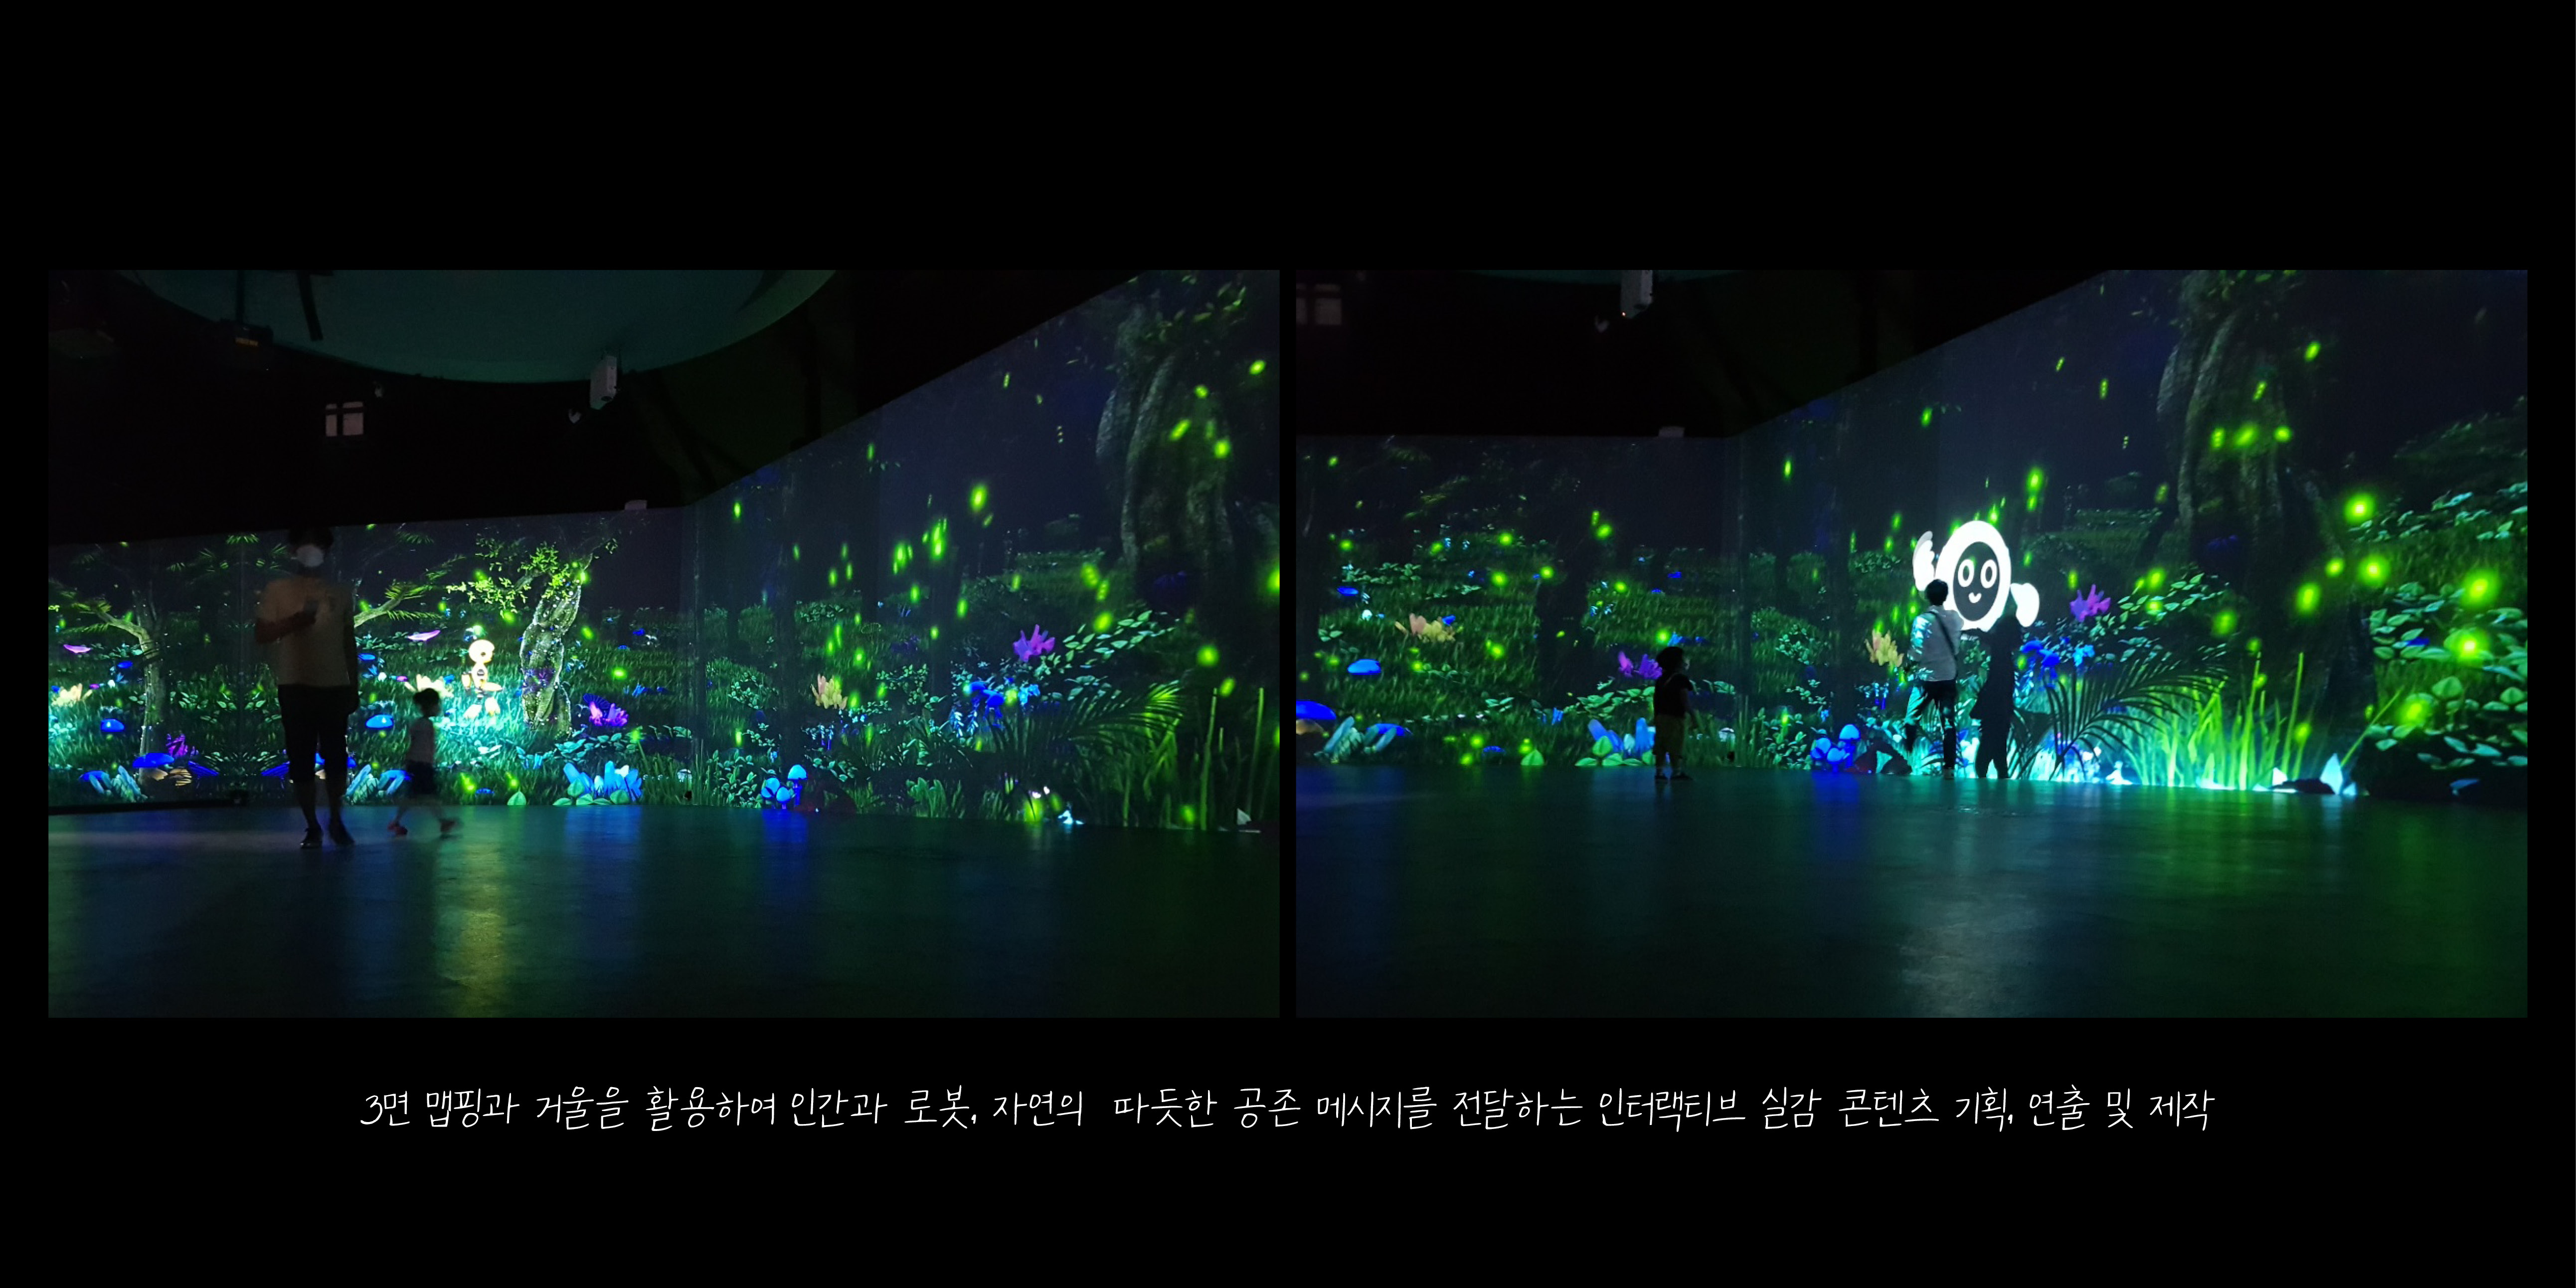 3면 맵핑과 거울을 활용하여 인간과 로봇, 자연의 따듯한 공존 메시지를 전달하는 인터랙티브 실감 콘텐츠 기획, 연출 및 제작